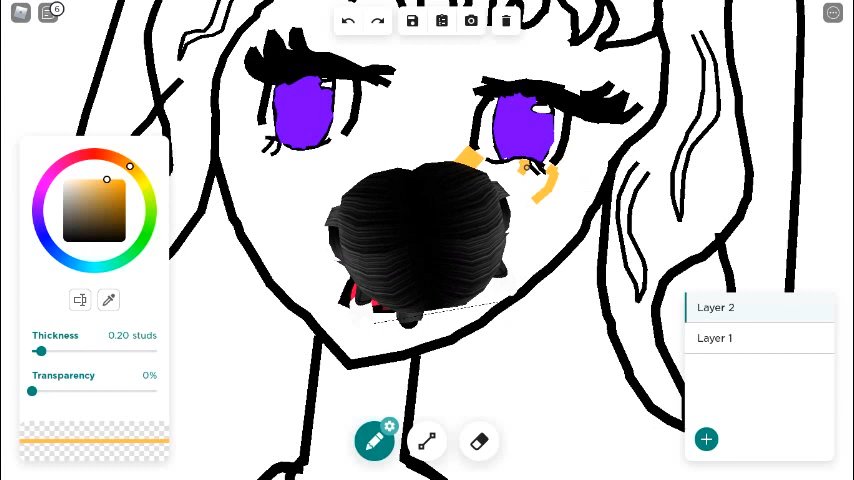 6
Thickness 0.20 studs
Transparency 0%
Layer 2
Layer 1